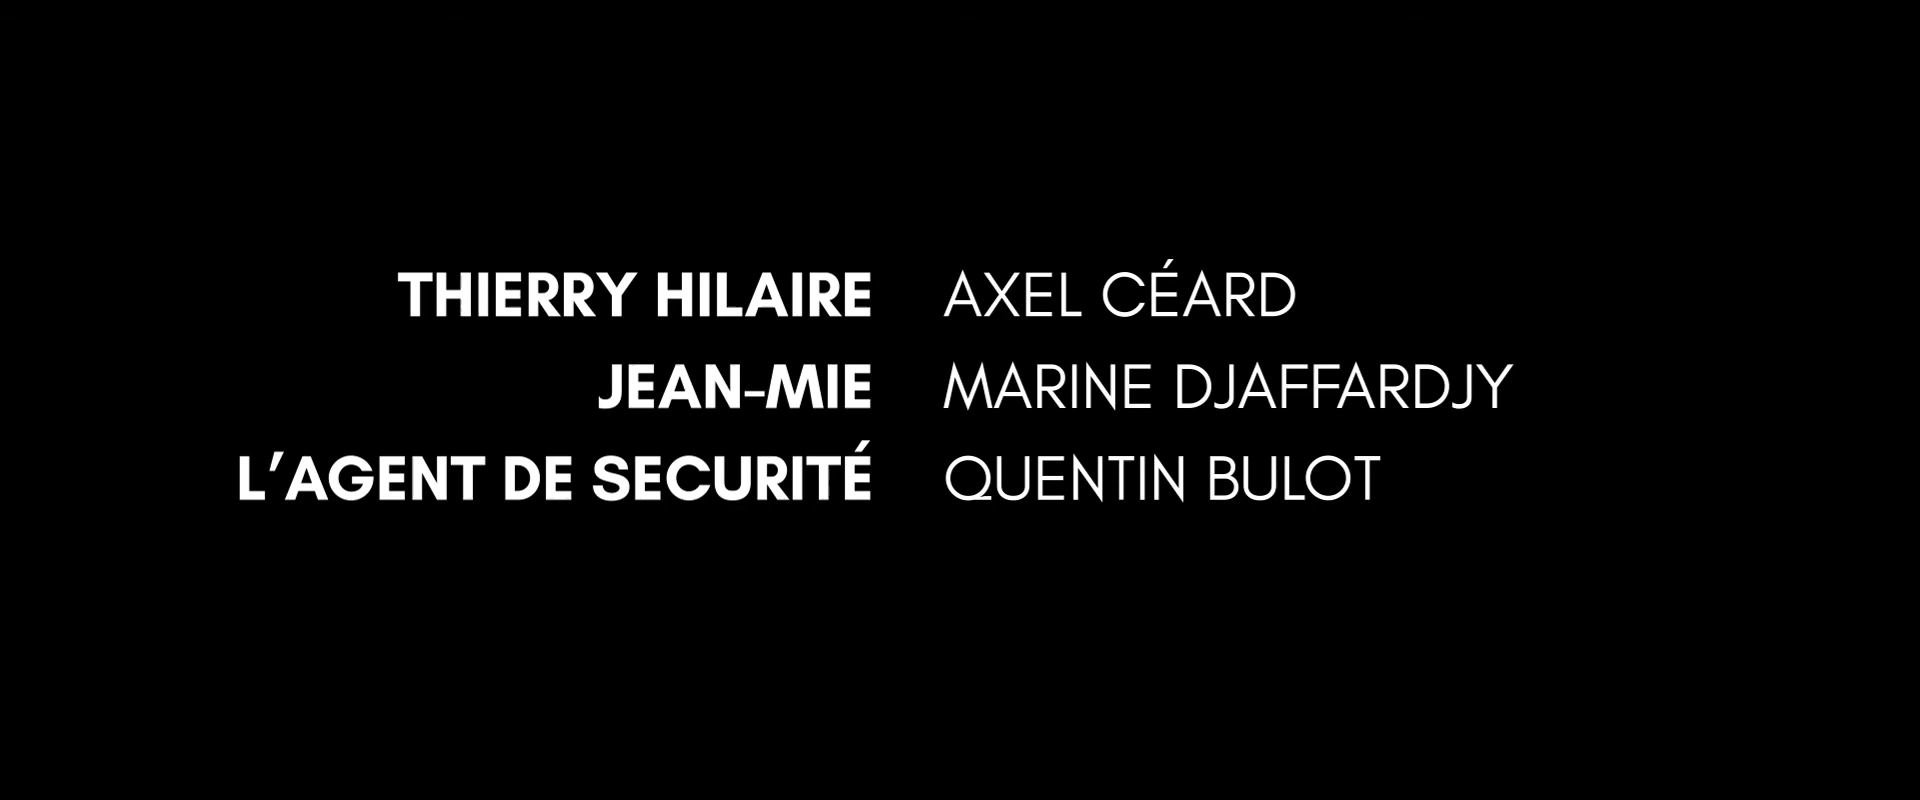 THIERRY HILAIRE AXEL CÉARD
JEAN-MIE MARINE DJAFFARDJY
L’AGENT DE SECURITÉ QUENTIN BULOT